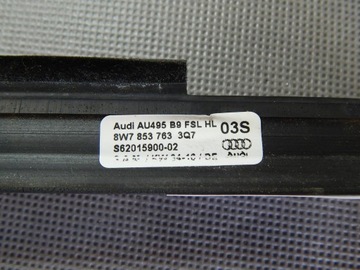 Audi AU495 B9 FSL HL 03S
8W7 853 763 3Q7
S62015900-02
AUDI